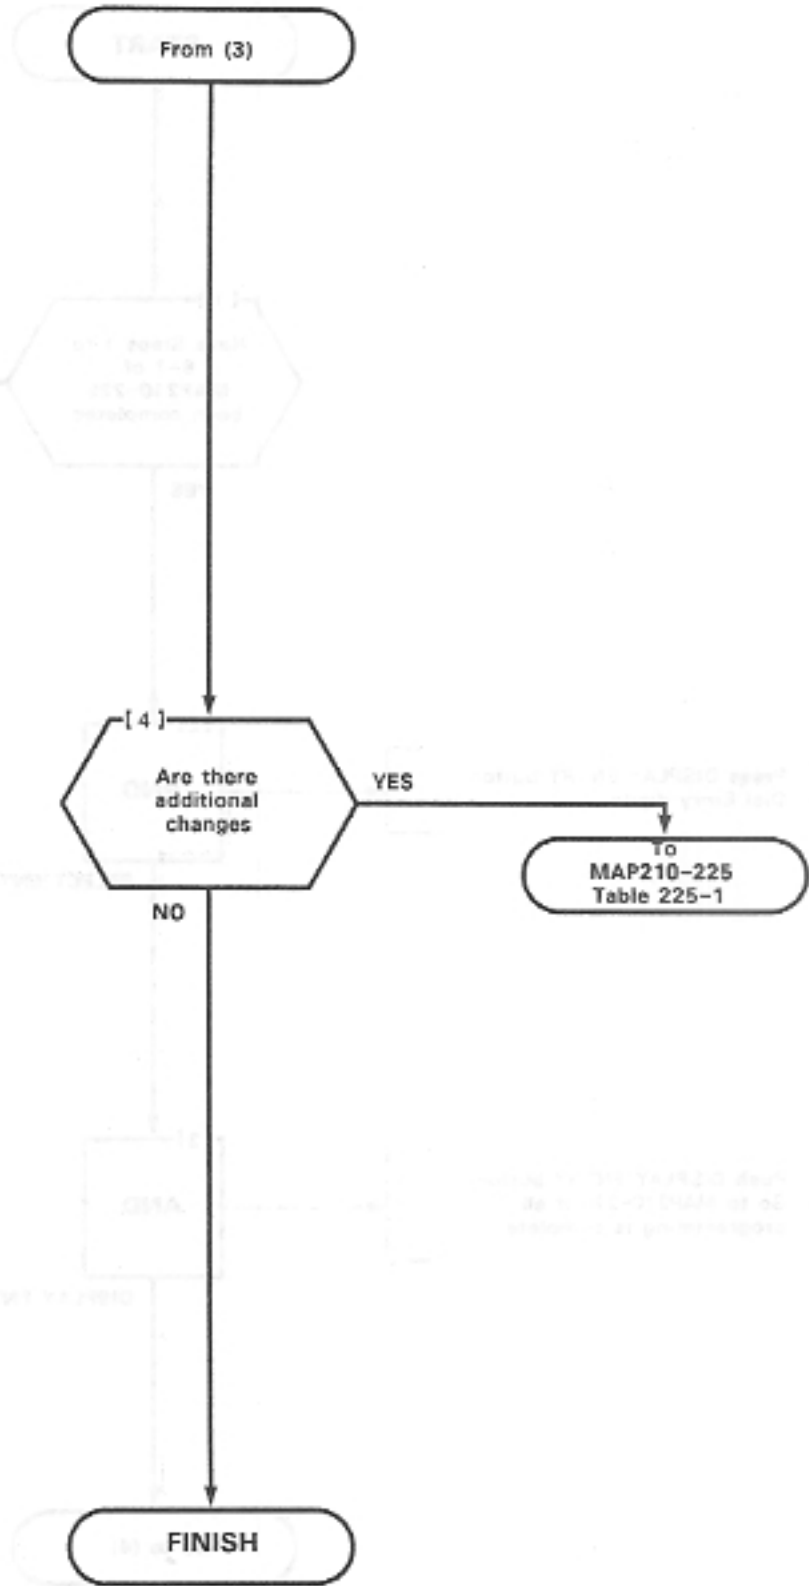 From (3)
[ 4 ]
Are there
additional
changes
YES
To
MAP210-225
Table 225-1
NO
FINISH